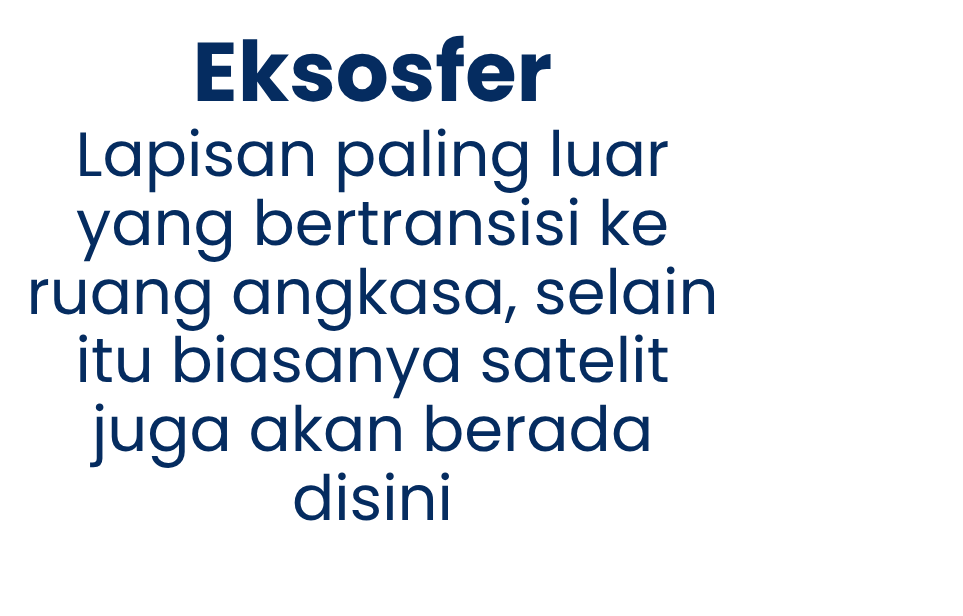 Eksosfer
Lapisan paling luar
yang bertransisi ke
ruang angkasa, selain
itu biasanya satelit
juga akan berada
disini